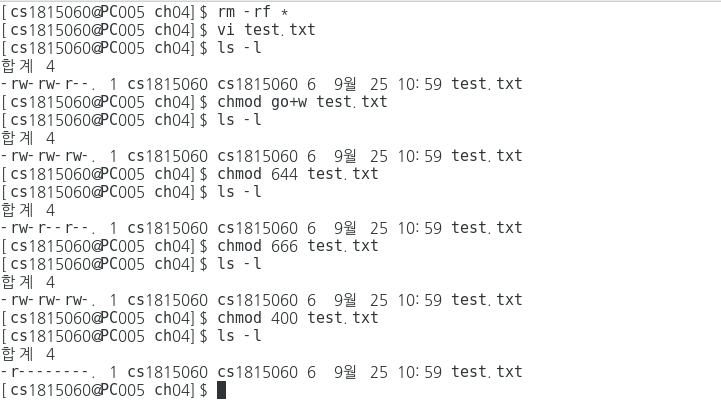 [cs1815060@PC005 ch04]$ rm -rf *
[cs1815060@PC005 ch04]$ vi test.txt
[cs1815060@PC005 ch04]$ ls -l
합계 4
-rw-rw-r--. 1 cs1815060 cs1815060 6  9월  25 10:59 test.txt
[cs1815060@PC005 ch04]$ chmod go+w test.txt
[cs1815060@PC005 ch04]$ ls -l
합계 4
-rw-rw-rw-. 1 cs1815060 cs1815060 6  9월  25 10:59 test.txt
[cs1815060@PC005 ch04]$ chmod 644 test.txt
[cs1815060@PC005 ch04]$ ls -l
합계 4
-rw-r--r--. 1 cs1815060 cs1815060 6  9월  25 10:59 test.txt
[cs1815060@PC005 ch04]$ chmod 666 test.txt
[cs1815060@PC005 ch04]$ ls -l
합계 4
-rw-rw-rw-. 1 cs1815060 cs1815060 6  9월  25 10:59 test.txt
[cs1815060@PC005 ch04]$ chmod 400 test.txt
[cs1815060@PC005 ch04]$ ls -l
합계 4
-r--------. 1 cs1815060 cs1815060 6  9월  25 10:59 test.txt
[cs1815060@PC005 ch04]$